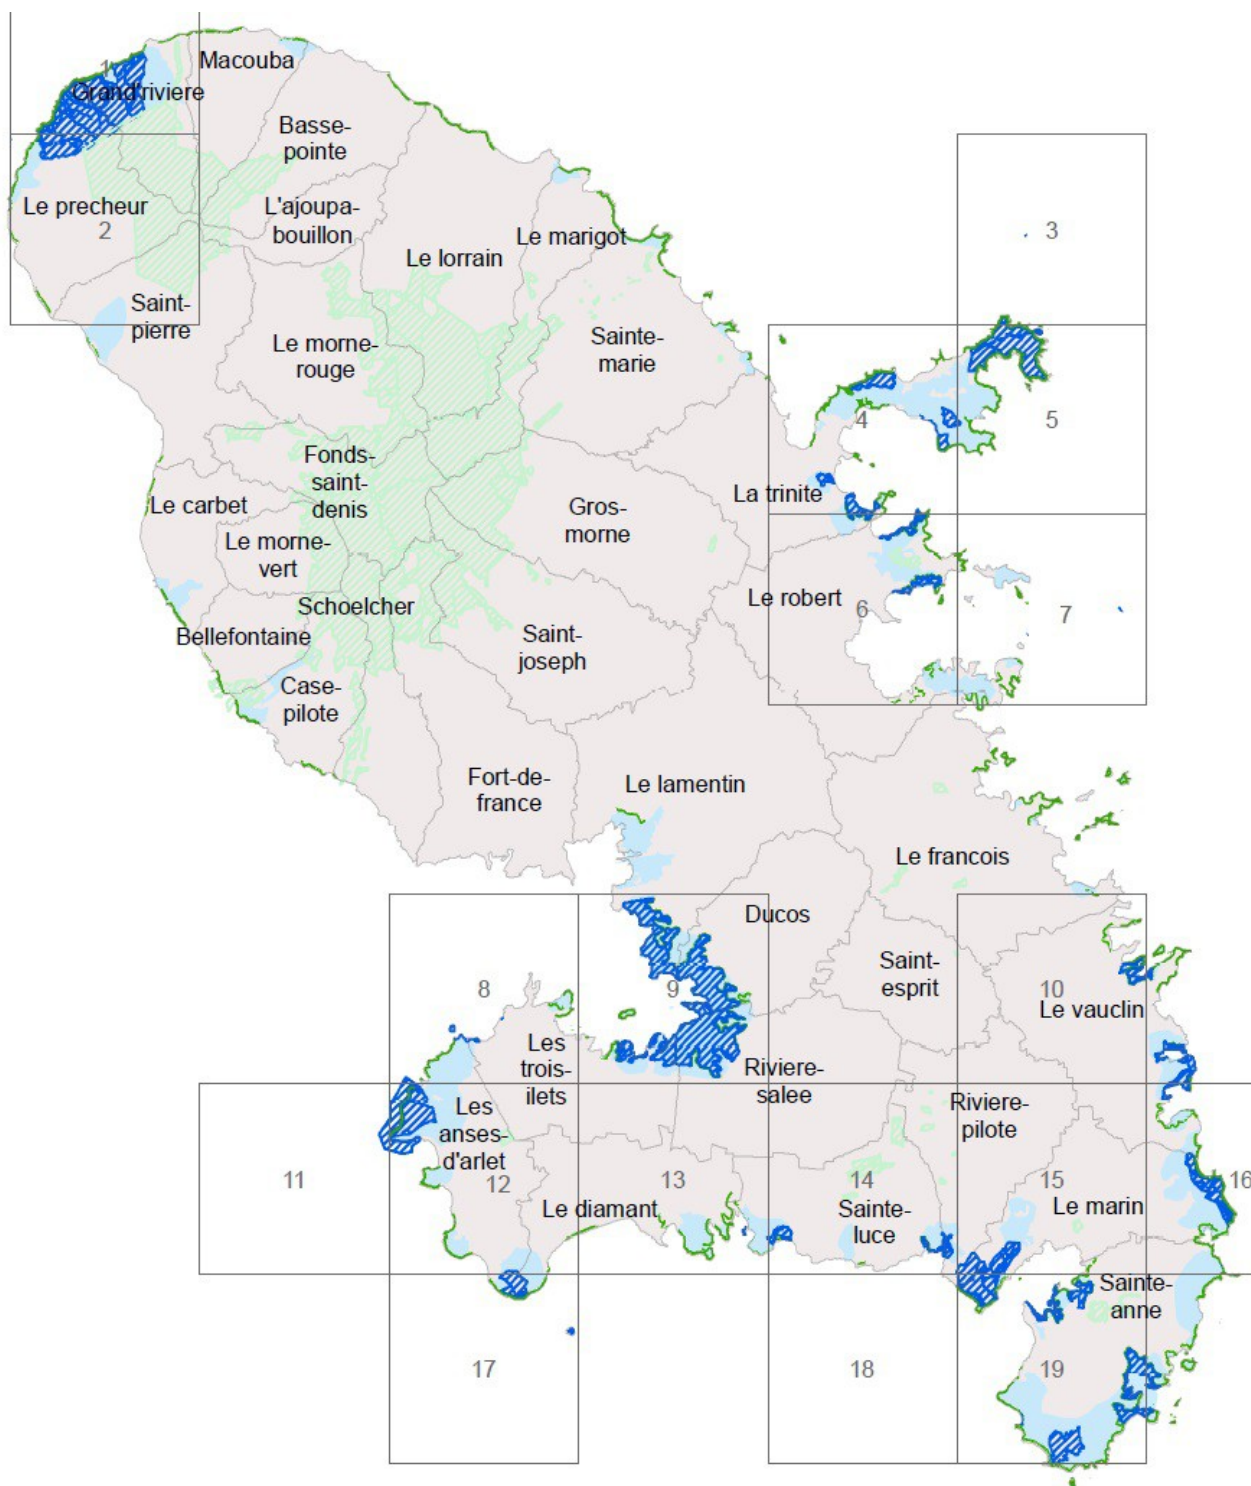 Macouba
1
Grand'riviere
Basse-
pointe
Le precheur
2
L'ajoupa-
bouillon
Le marigot
3
Le lorrain
Saint-
pierre
Le morne-
rouge
Sainte-
marie
4
5
Fonds-
saint-
denis
La trinite
Le carbet
Gros-
morne
Le morne-
vert
Le robert
6
7
Schoelcher
Bellefontaine
Saint-
joseph
Case-
pilote
Fort-de-
france
Le lamentin
Le francois
Ducos
Saint-
esprit
8
9
10
Le vauclin
Les
trois-
ilets
Riviere-
salee
Riviere-
pilote
Les
anses-
d'arlet
11
12
13
14
15
16
Le diamant
Sainte-
luce
Le marin
Sainte-
anne
17
18
19